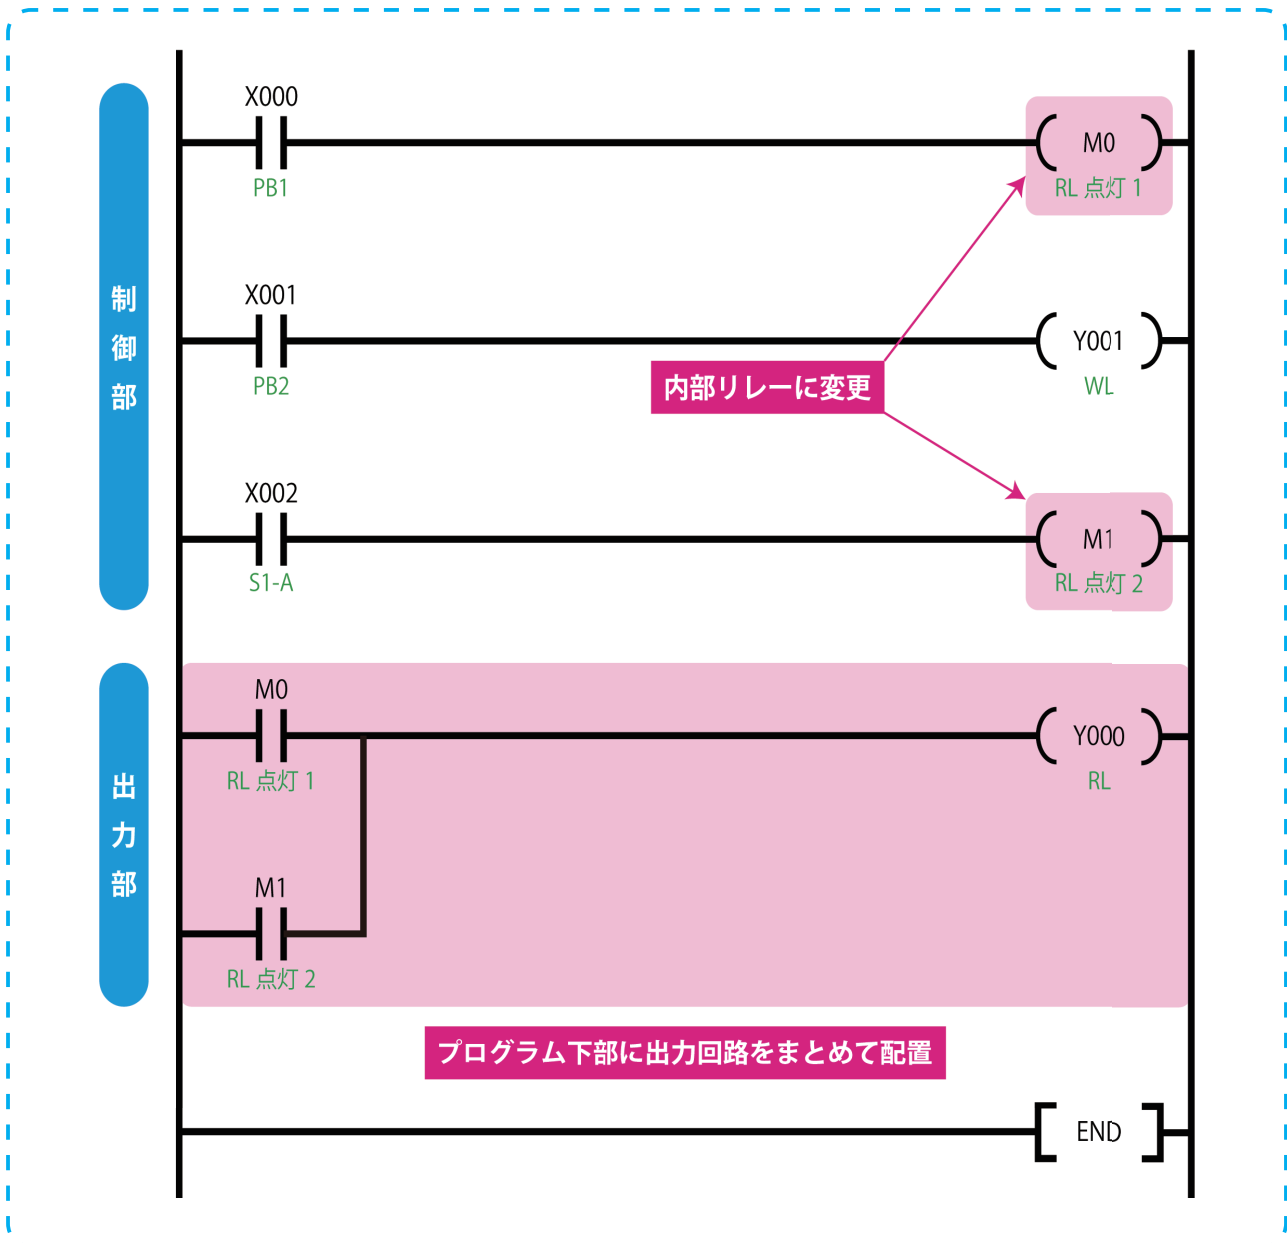 制御部
X000
PB1
M0
RL 点灯 1
X001
PB2
Y001
WL
内部リレーに変更
X002
S1-A
M1
RL 点灯 2
出力部
M0
RL 点灯 1
Y000
RL
M1
RL 点灯 2
プログラム下部に出力回路をまとめて配置
END